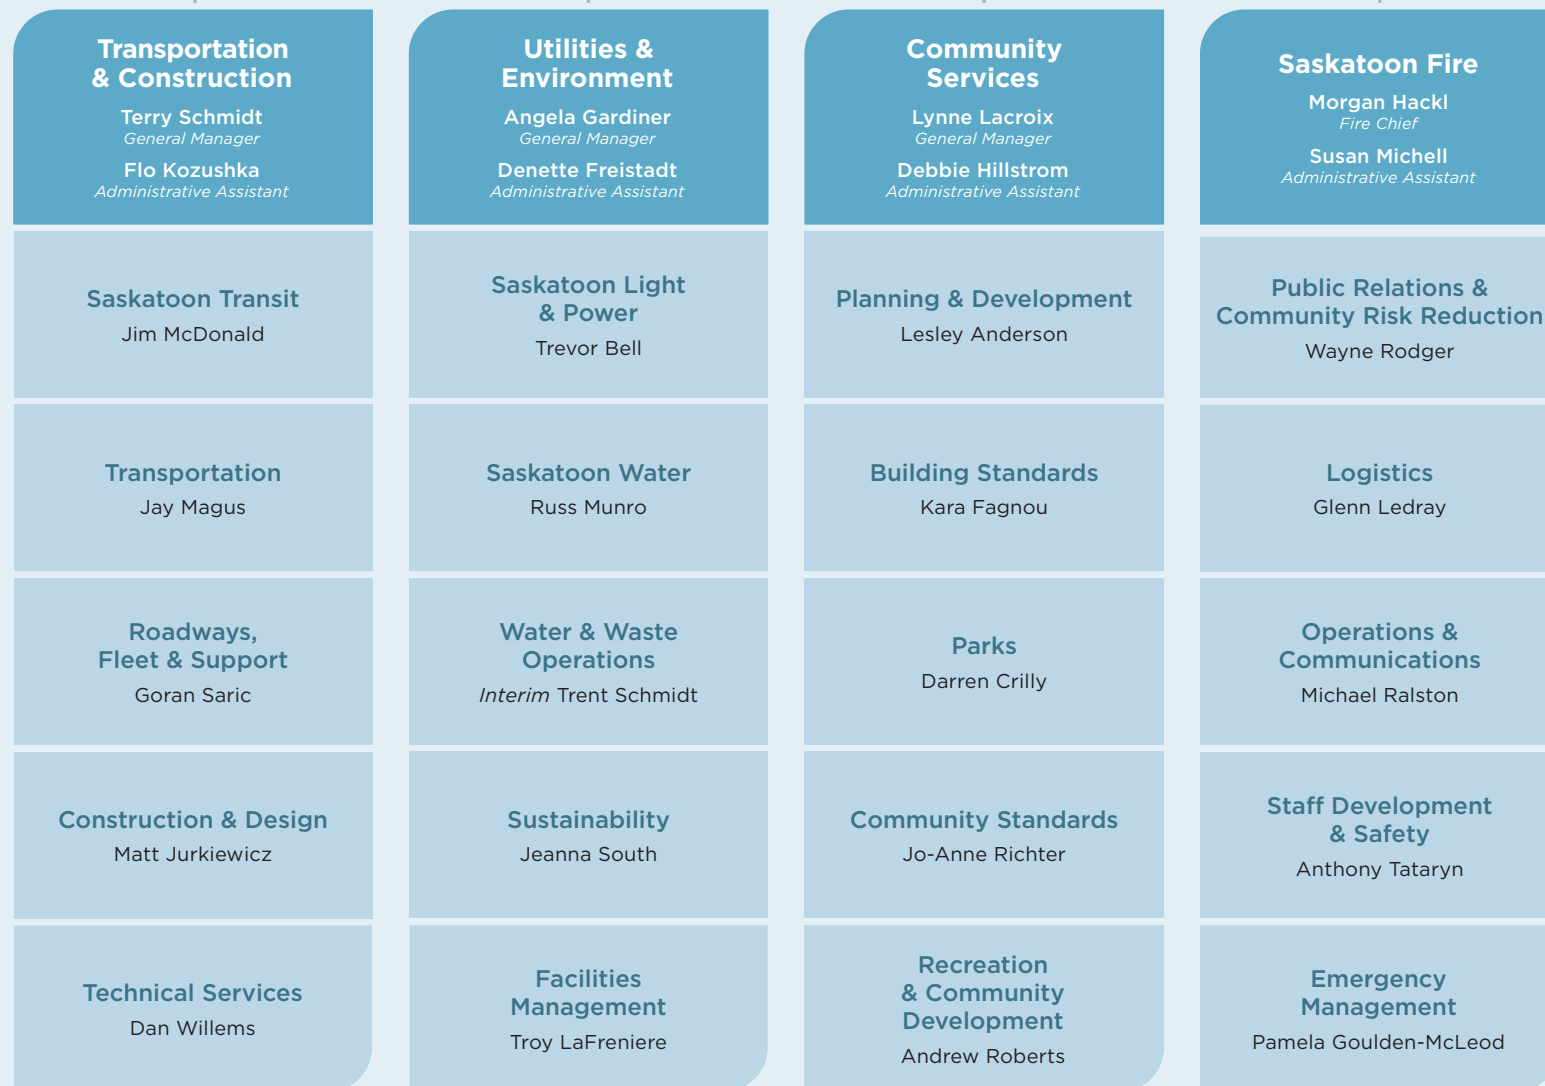 Transportation
& Construction
Terry Schmidt
General Manager
Flo Kozushka
Administrative Assistant
Saskatoon Transit
Jim McDonald
Transportation
Jay Magus
Roadways,
Fleet & Support
Goran Saric
Construction & Design
Matt Jurkiewicz
Technical Services
Dan Willems
Utilities &
Environment
Angela Gardiner
General Manager
Denette Freistadt
Administrative Assistant
Saskatoon Light
& Power
Trevor Bell
Saskatoon Water
Russ Munro
Water & Waste
Operations
Interim Trent Schmidt
Sustainability
Jeanna South
Facilities
Management
Troy LaFreniere
Community
Services
Lynne Lacroix
General Manager
Debbie Hillstrom
Administrative Assistant
Planning & Development
Lesley Anderson
Building Standards
Kara Fagnou
Parks
Darren Crilly
Community Standards
Jo-Anne Richter
Recreation
& Community
Development
Andrew Roberts
Saskatoon Fire
Morgan Hackl
Fire Chief
Susan Michell
Administrative Assistant
Public Relations &
Community Risk Reduction
Wayne Rodger
Logistics
Glenn Ledray
Operations &
Communications
Michael Ralston
Staff Development
& Safety
Anthony Tataryn
Emergency
Management
Pamela Goulden-McLeod